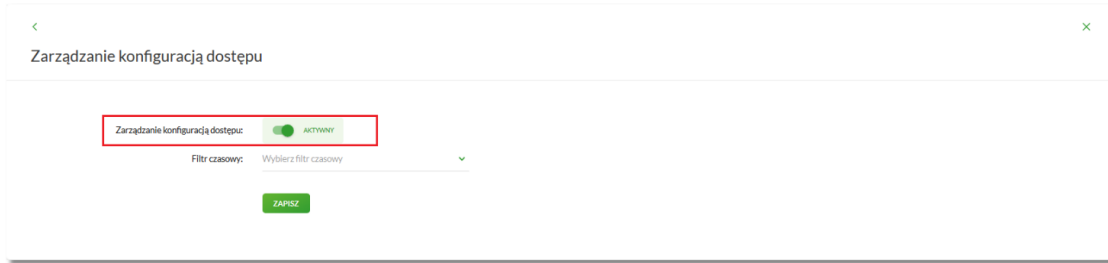 Zarządzanie konfiguracją dostępu
Zarządzanie konfiguracją dostępu: AKTYWNY
Filtr czasowy: Wybierz filtr czasowy
ZAPISZ